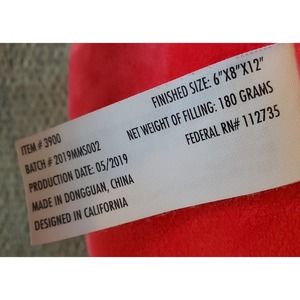 ITEM # 3900
BATCH # 2019MMS002
PRODUCTION DATE: 05/2019
MADE IN DONGGUAN, CHINA
DESIGNED IN CALIFORNIA
FINISHED SIZE: 6"X8"X12"
NET WEIGHT OF FILLING: 180 GRAMS
FEDERAL RN# 112735